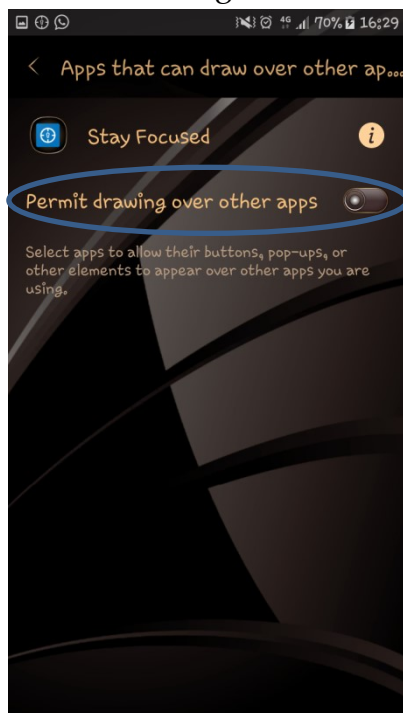 4G 70% 16:29
< Apps that can draw over other ap...
Stay Focused
i
Permit drawing over other apps
Select apps to allow their buttons, pop-ups, or
other elements to appear over other apps you are
using.